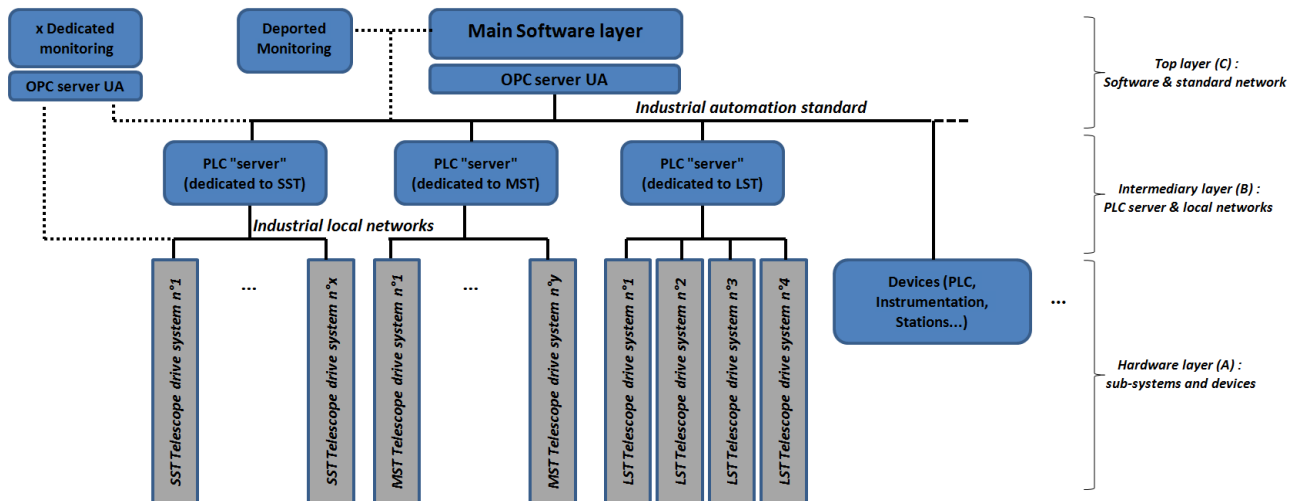 x Dedicated
monitoring
OPC server UA
Deported
Monitoring
Main Software layer
OPC server UA
Industrial automation standard
Top layer (C) :
Software & standard network
PLC "server"
(dedicated to SST)
PLC "server"
(dedicated to MST)
PLC "server"
(dedicated to LST)
Intermediary layer (B) :
PLC server & local networks
Industrial local networks
SST Telescope drive system n°1
...
SST Telescope drive system n°x
MST Telescope drive system n°1
...
MST Telescope drive system n°y
LST Telescope drive system n°1
LST Telescope drive system n°2
LST Telescope drive system n°3
LST Telescope drive system n°4
Devices (PLC,
Instrumentation,
Stations...)
...
Hardware layer (A) :
sub-systems and devices